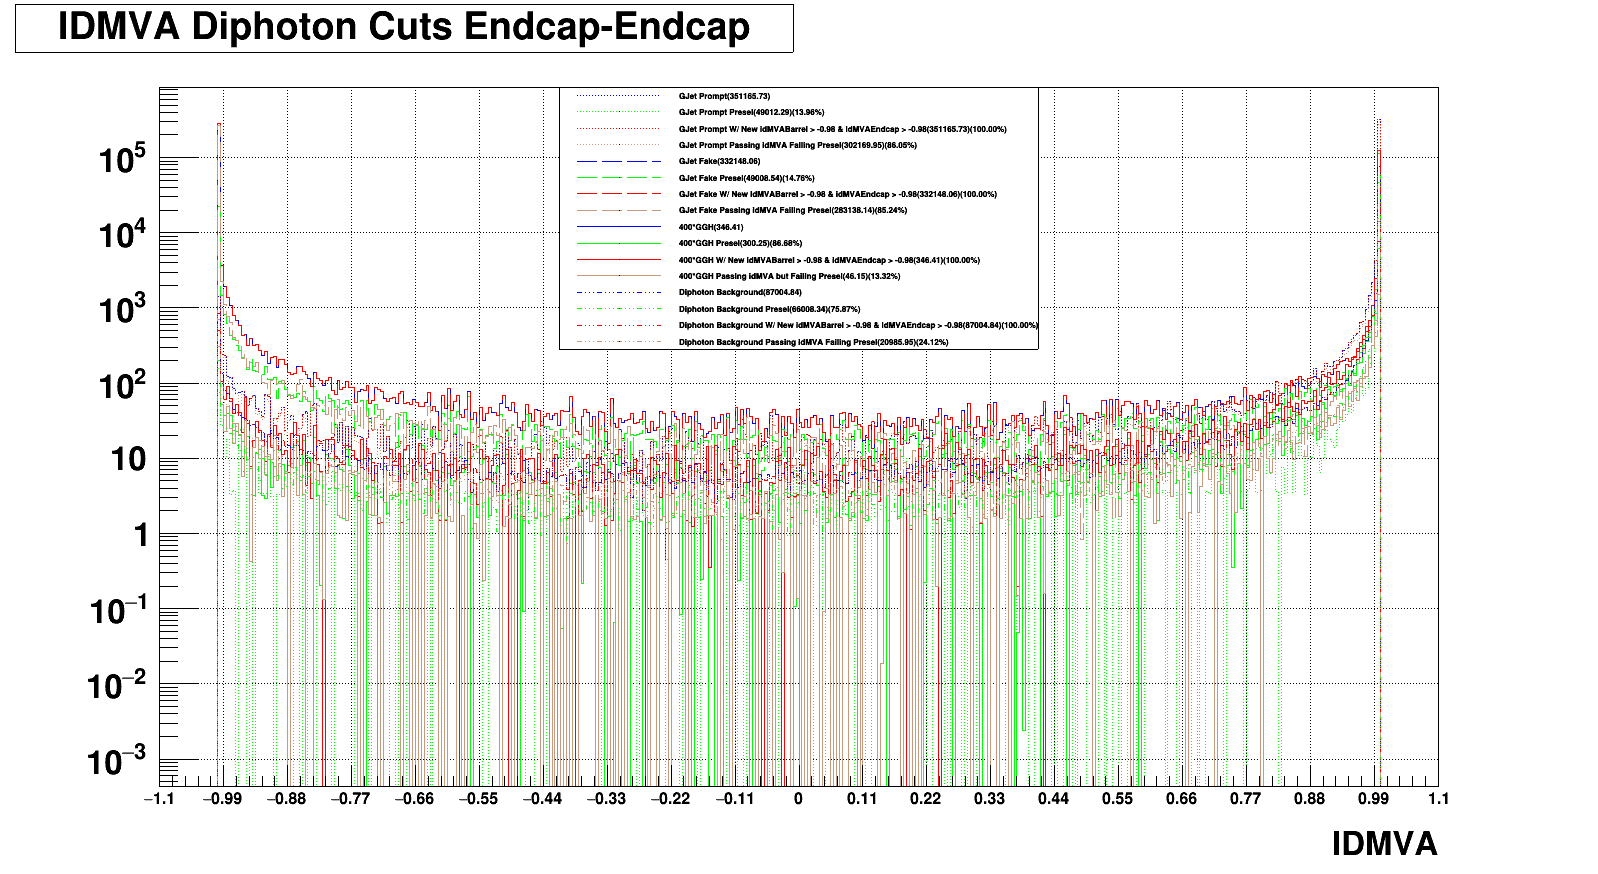 IDMVA Diphoton Cuts Endcap-Endcap
GJet Prompt(351165.73)
GJet Prompt Presel(49012.29)(13.96%)
GJet Prompt W/ New IdMVABarrel > -0.98 & IdMVAEndcap > -0.98(351165.73)(100.00%)
GJet Prompt Passing IdMVA Failing Presel(302169.95)(86.05%)
GJet Fake(332148.06)
GJet Fake Presel(49008.54)(14.76%)
GJet Fake W/ New IdMVABarrel > -0.98 & IdMVAEndcap > -0.98(332148.06)(100.00%)
GJet Fake Passing IdMVA Failing Presel(283138.14)(85.24%)
400*GGH(346.41)
400*GGH Presel(300.25)(86.68%)
400*GGH W/ New IdMVABarrel > -0.98 & IdMVAEndcap > -0.98(346.41)(100.00%)
400*GGH Passing IdMVA but Failing Presel(46.15)(13.32%)
Diphoton Background(87004.84)
Diphoton Background Presel(66008.34)(75.87%)
Diphoton Background W/ New IdMVABarrel > -0.98 & IdMVAEndcap > -0.98(87004.84)(100.00%)
Diphoton Background Passing IdMVA Failing Presel(20985.95)(24.12%)
10⁵
10⁴
10³
10²
10
1
10⁻¹
10⁻²
10⁻³
−1.1 −0.99 −0.88 −0.77 −0.66 −0.55 −0.44 −0.33 −0.22 −0.11 0 0.11 0.22 0.33 0.44 0.55 0.66 0.77 0.88 0.99 1.1
IDMVA